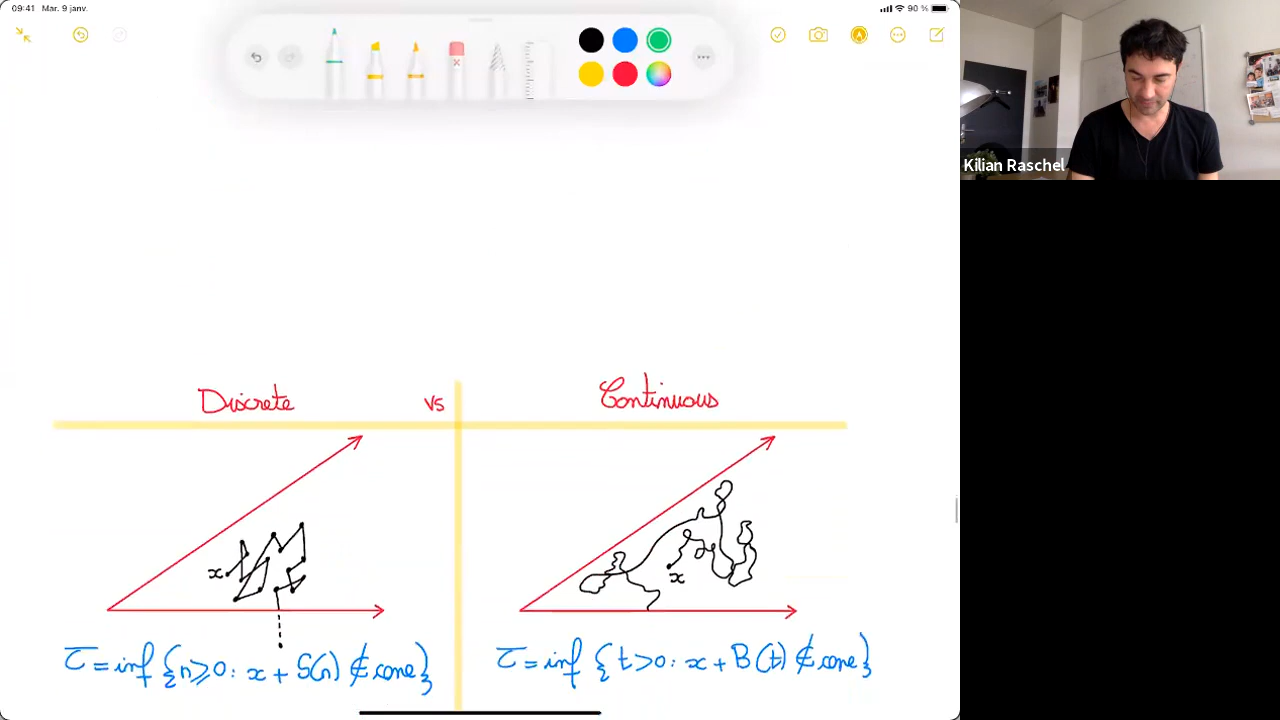 09:41 Mar. 9 janv.
90 %
Kilian Raschel
Discrete vs Continuous
x
x
τ = inf {n ⩾ 0 : x + S(n) ∉ cone}
τ = inf {t > 0 : x + B(t) ∉ cone}